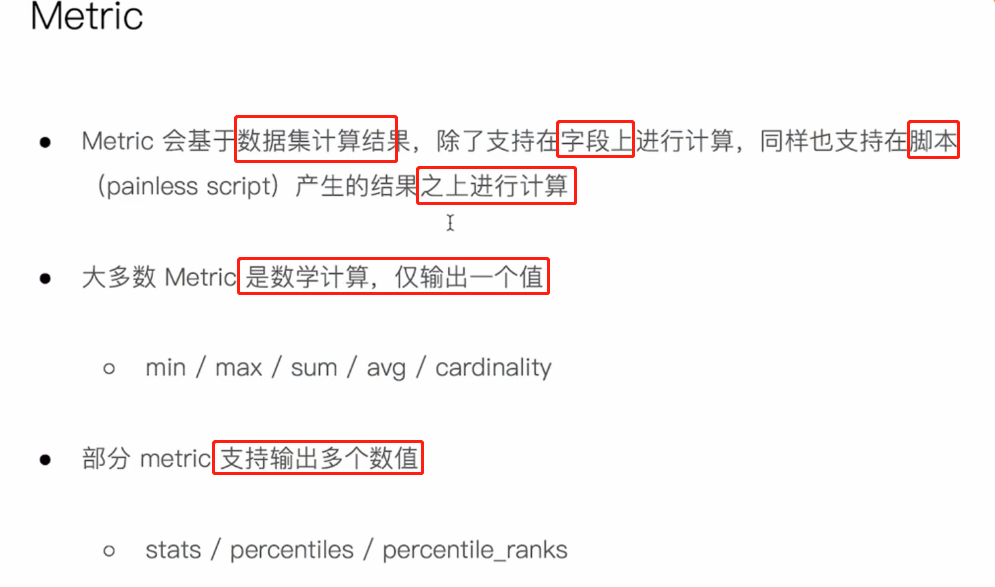 Metric
Metric 会基于数据集计算结果，除了支持在字段上进行计算，同样也支持在脚本
（painless script）产生的结果之上进行计算
大多数 Metric 是数学计算，仅输出一个值
min / max / sum / avg / cardinality
部分 metric 支持输出多个数值
stats / percentiles / percentile_ranks